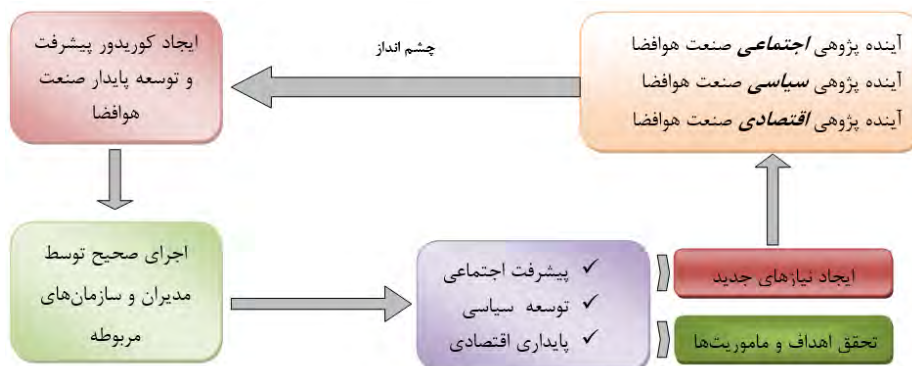 آینده پژوهی اجتماعی صنعت هوافضا
آینده پژوهی سیاسی صنعت هوافضا
آینده پژوهی اقتصادی صنعت هوافضا
چشم انداز
ایجاد کوریدور پیشرفت
و توسعه پایدار صنعت
هوافضا
اجرای صحیح توسط
مدیران و سازمان‌های
مربوطه
✓ پیشرفت اجتماعی
✓ توسعه سیاسی
✓ پایداری اقتصادی
ایجاد نیازهای جدید
تحقق اهداف و ماموریت‌ها